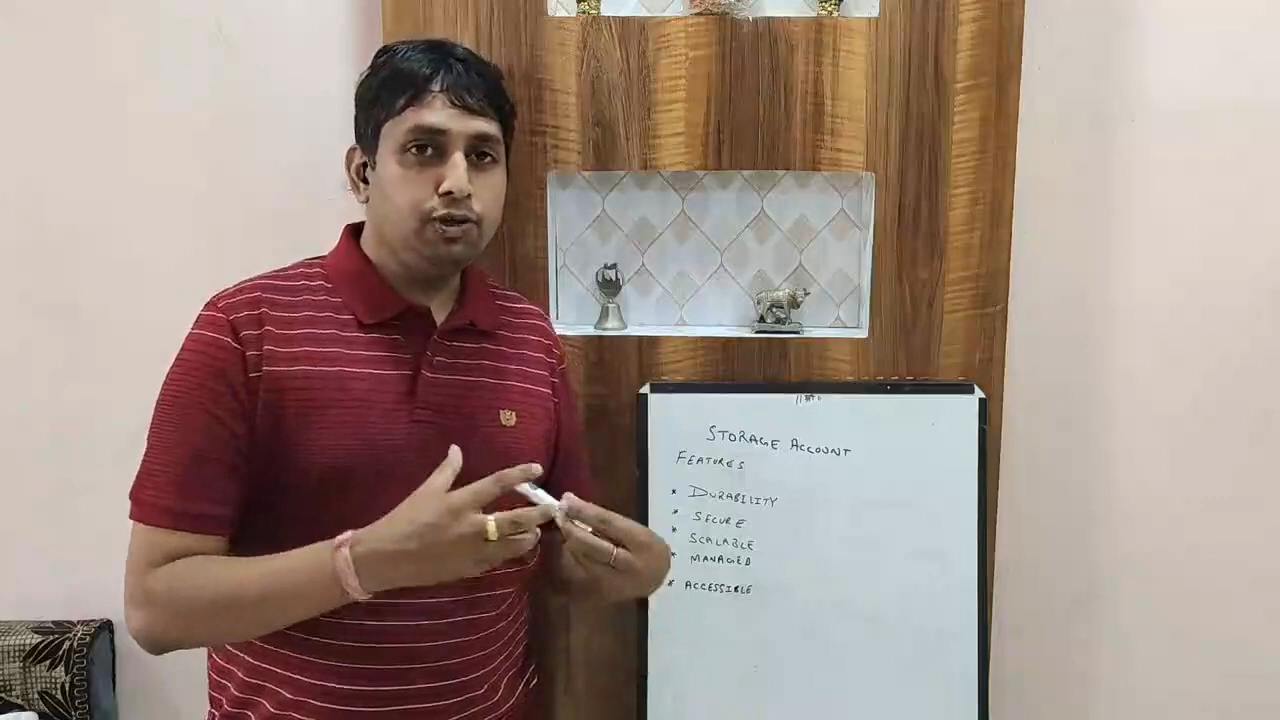 STORAGE ACCOUNT
FEATURES
* DURABILITY
* SECURE
* SCALABLE
* MANAGED
* ACCESSIBLE